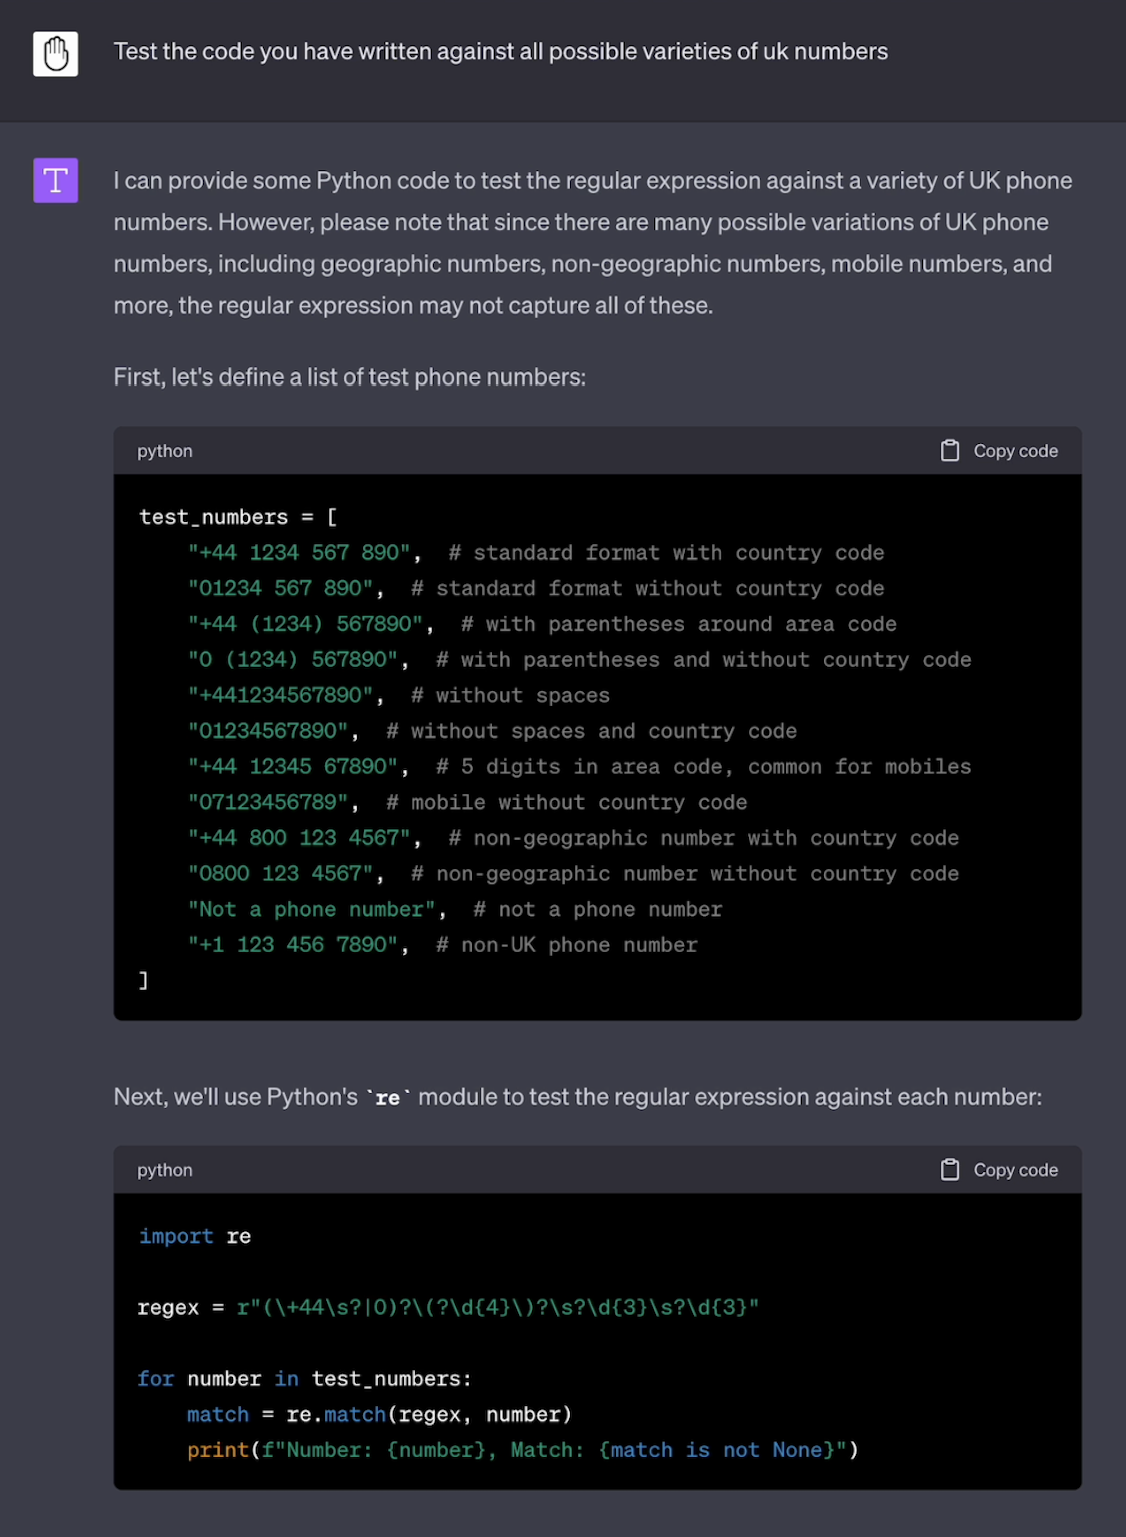 Test the code you have written against all possible varieties of uk numbers
T
I can provide some Python code to test the regular expression against a variety of UK phone
numbers. However, please note that since there are many possible variations of UK phone
numbers, including geographic numbers, non-geographic numbers, mobile numbers, and
more, the regular expression may not capture all of these.
First, let's define a list of test phone numbers:
python Copy code
test_numbers = [
    "+44 1234 567 890",  # standard format with country code
    "01234 567 890",  # standard format without country code
    "+44 (1234) 567890",  # with parentheses around area code
    "0 (1234) 567890",  # with parentheses and without country code
    "+441234567890",  # without spaces
    "01234567890",  # without spaces and country code
    "+44 12345 67890",  # 5 digits in area code, common for mobiles
    "07123456789",  # mobile without country code
    "+44 800 123 4567",  # non-geographic number with country code
    "0800 123 4567",  # non-geographic number without country code
    "Not a phone number",  # not a phone number
    "+1 123 456 7890",  # non-UK phone number
]
Next, we'll use Python's `re` module to test the regular expression against each number:
python Copy code
import re
regex = r"(\+44\s?|0)?\(?\d{4}\)?\s?\d{3}\s?\d{3}"
for number in test_numbers:
    match = re.match(regex, number)
    print(f"Number: {number}, Match: {match is not None}")